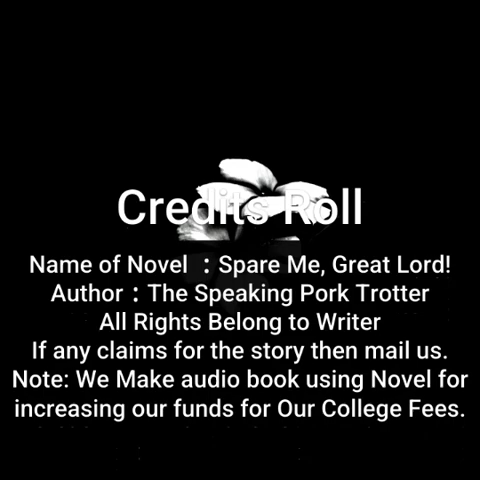 Credits Roll
Name of Novel : Spare Me, Great Lord!
Author : The Speaking Pork Trotter
All Rights Belong to Writer
If any claims for the story then mail us.
Note: We Make audio book using Novel for
increasing our funds for Our College Fees.